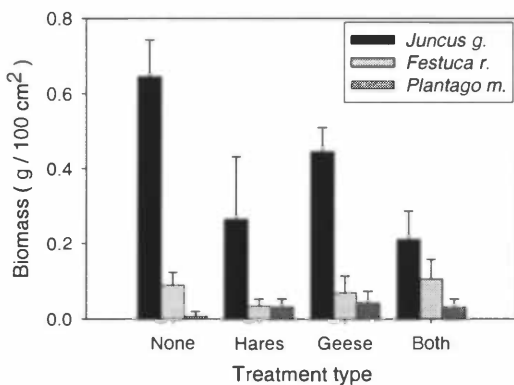 Juncus g.
Festuca r.
Plantago m.
Biomass ( g / 100 cm²)
0.8
0.6
0.4
0.2
0.0
None Hares Geese Both
Treatment type